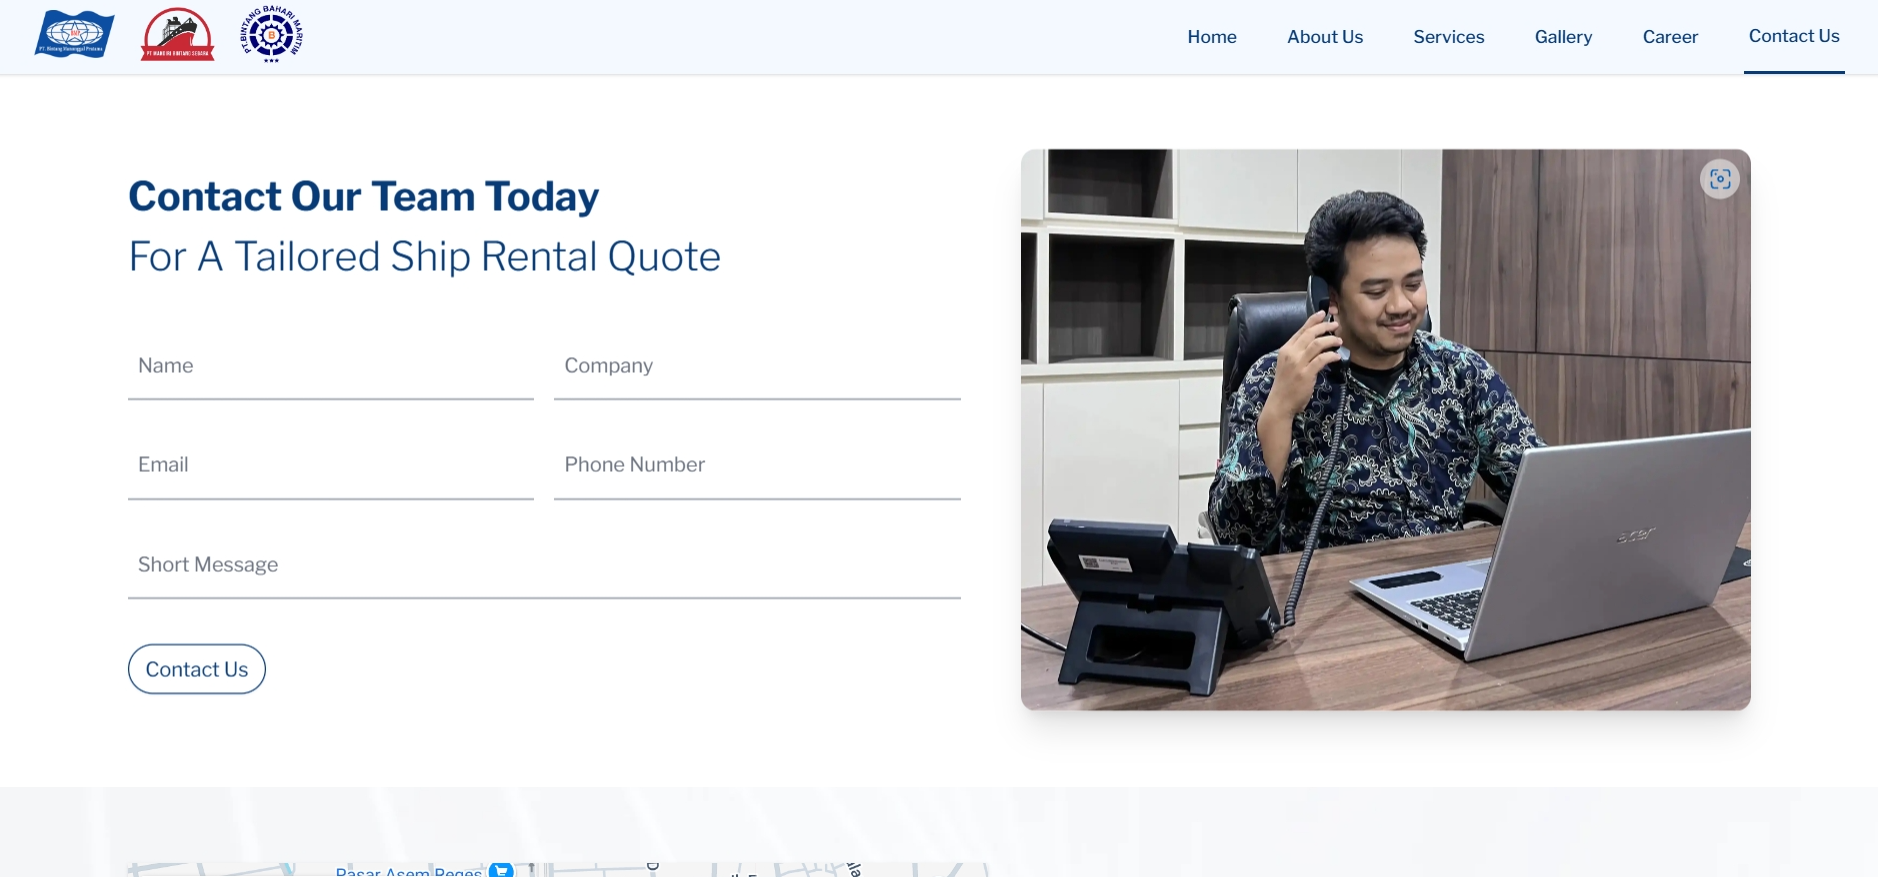 PT. BINTANG BAHARI MARITIM
B
Home
About Us
Services
Gallery
Career
Contact Us
Contact Our Team Today
For A Tailored Ship Rental Quote
Name
Company
Email
Phone Number
Short Message
Contact Us
acer
Pasar Asem Reges